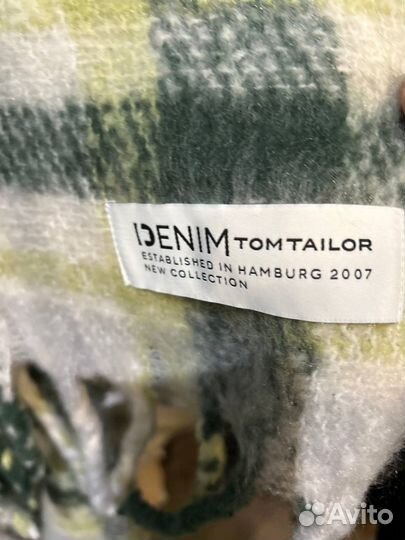 DENIM TOM TAILOR
ESTABLISHED IN HAMBURG 2007
NEW COLLECTION
Avito